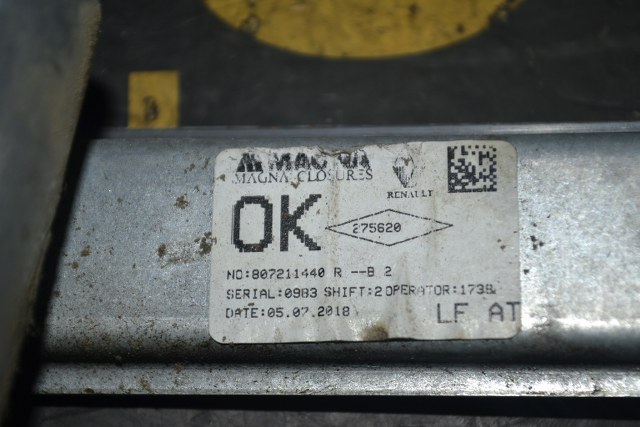 MAGNA
MAGNA CLOSURES
RENAULT
OK
275620
NO:807211440 R --B 2
SERIAL:0983 SHIFT:2 OPERATOR:1738
DATE:05.07.2018
LF AT